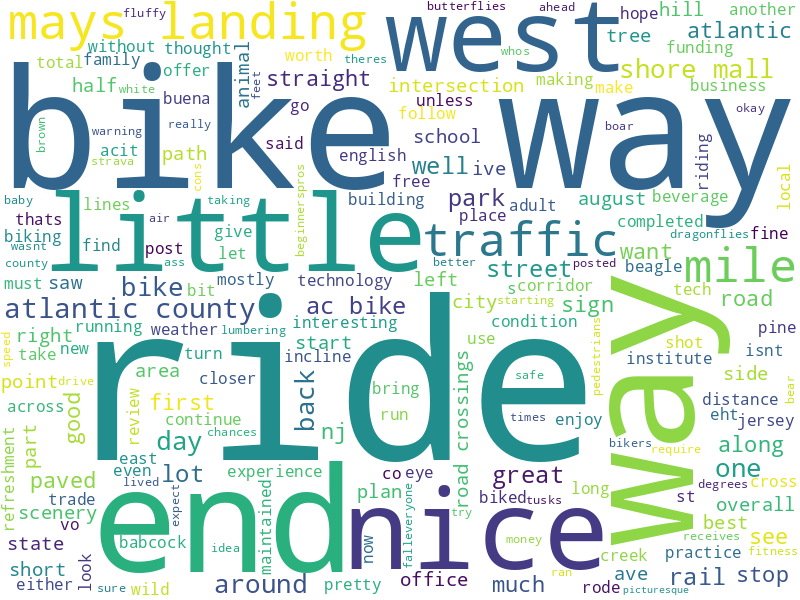 mays landing
fluffy
butterflies
ahead
hope
hill
another
west
tree
atlantic
without
thought
worth
theres
whos
funding
total
family
offer
animal
feet
straight
intersection
making
shore mall
make
business
half
white
buena
go
unless
follow
okay
bike way
brown
warning
really
acit
said
school
boar
riding
strava
path
cons
english
well
ive
local
baby
taking
free
park
adult
august
beverage
little
lines
air
beginnerspros
building
place
completed
thats
give
traffic
dragonflies
fine
biking
wasnt
find
post
let
want
mile
county
ass
better
street
posted
beagle
must
saw
bike
bit
mostly
technology
left
s
corridor
tech
road
atlantic county
ac bike
city
starting
sign
right
running
weather
lumbering
interesting
condition
pine
speed
take
new
turn
incline
start
use
pedestrians
shot
isnt
ride
closer
back
road crossings
institute
point
drive
area
bring
safe
side
bear
across
first
review
continue
run
times
enjoy
distance
good
chances
nj
bikers
eht
jersey
refreshment
part
day
way
require
along
east
even
lived
lot
experience
co
eye
great
one
paved
end
nice
plan
biked
tusks
long
st
degrees
cross
scenery
trade
expect
maintained
falleveryone
try
overall
vo
now
creek
best
see
state
babcock
idea
money
practice
receives
short
look
sure
wild
around
pretty
office
much
ran
rode
ave
rail
stop
fitness
either
picturesque